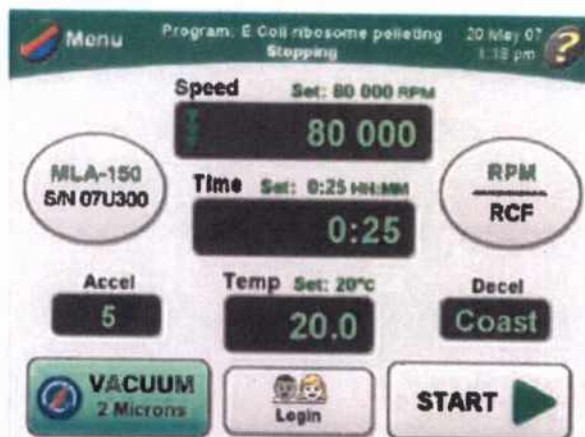 Menu
Program: E Coli ribosome pelleting
Stopping
20 May 07
1:18 pm
Speed Set: 80 000 RPM
80 000
MLA-150
S/N 07U300
Time Set: 0:25 HH:MM
0:25
RPM
RCF
Accel
5
Temp Set: 20°C
20.0
Decel
Coast
VACUUM
2 Microns
Login
START